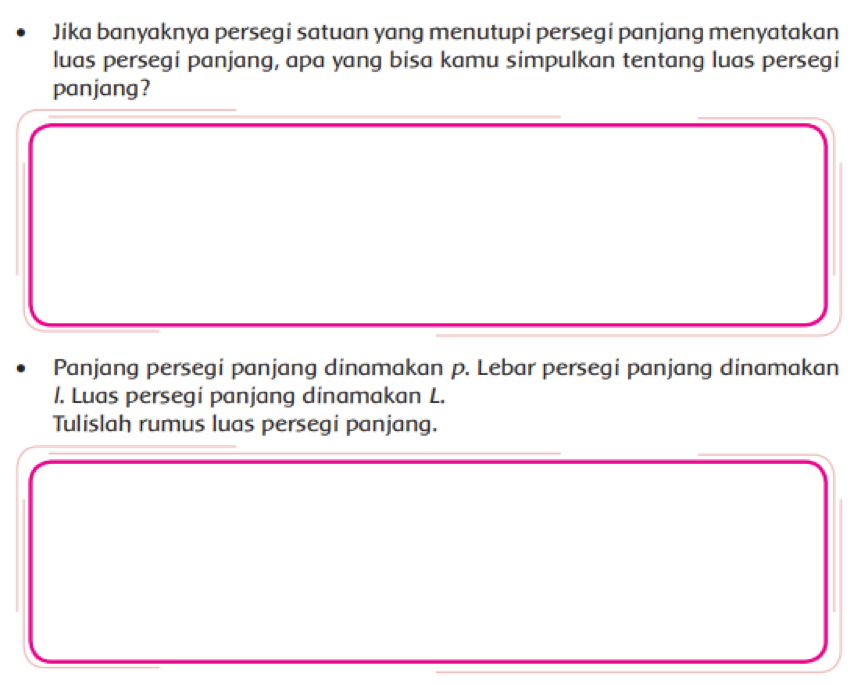 • Jika banyaknya persegi satuan yang menutupi persegi panjang menyatakan
luas persegi panjang, apa yang bisa kamu simpulkan tentang luas persegi
panjang?
• Panjang persegi panjang dinamakan p. Lebar persegi panjang dinamakan
l. Luas persegi panjang dinamakan L.
Tulislah rumus luas persegi panjang.